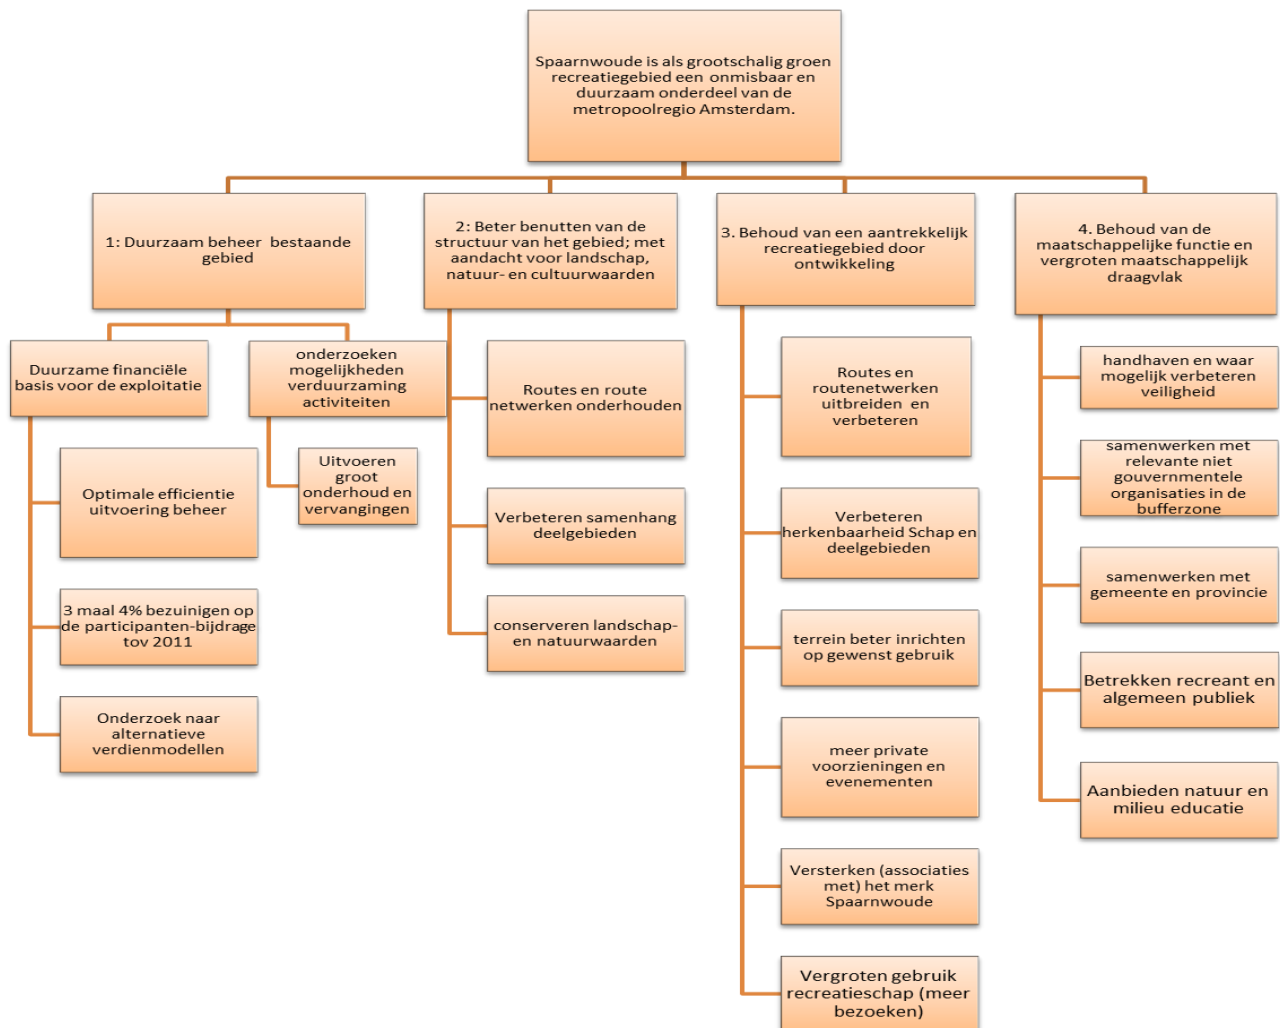 Spaarnwoude is als grootschalig groen
recreatiegebied een onmisbaar en
duurzaam onderdeel van de
metropoolregio Amsterdam.
1: Duurzaam beheer bestaande
gebied
Duurzame financiële
basis voor de exploitatie
Optimale efficientie
uitvoering beheer
3 maal 4% bezuinigen op
de participanten-bijdrage
tov 2011
Onderzoek naar
alternatieve
verdienmodellen
onderzoeken
mogelijkheden
verduurzaming
activiteiten
Uitvoeren
groot
onderhoud en
vervangingen
2: Beter benutten van de
structuur van het gebied; met
aandacht voor landschap,
natuur- en cultuurwaarden
Routes en route
netwerken onderhouden
Verbeteren samenhang
deelgebieden
conserveren landschap-
en natuurwaarden
3. Behoud van een aantrekkelijk
recreatiegebied door
ontwikkeling
Routes en
routenetwerken
uitbreiden en
verbeteren
Verbeteren
herkenbaarheid Schap en
deelgebieden
terrein beter inrichten
op gewenst gebruik
meer private
voorzieningen en
evenementen
Versterken (associaties
met) het merk
Spaarnwoude
Vergroten gebruik
recreatieschap (meer
bezoeken)
4. Behoud van de
maatschappelijke functie en
vergroten maatschappelijk
draagvlak
handhaven en waar
mogelijk verbeteren
veiligheid
samenwerken met
relevante niet
gouvernmentele
organisaties in de
bufferzone
samenwerken met
gemeente en provincie
Betrekken recreant en
algemeen publiek
Aanbieden natuur en
milieu educatie